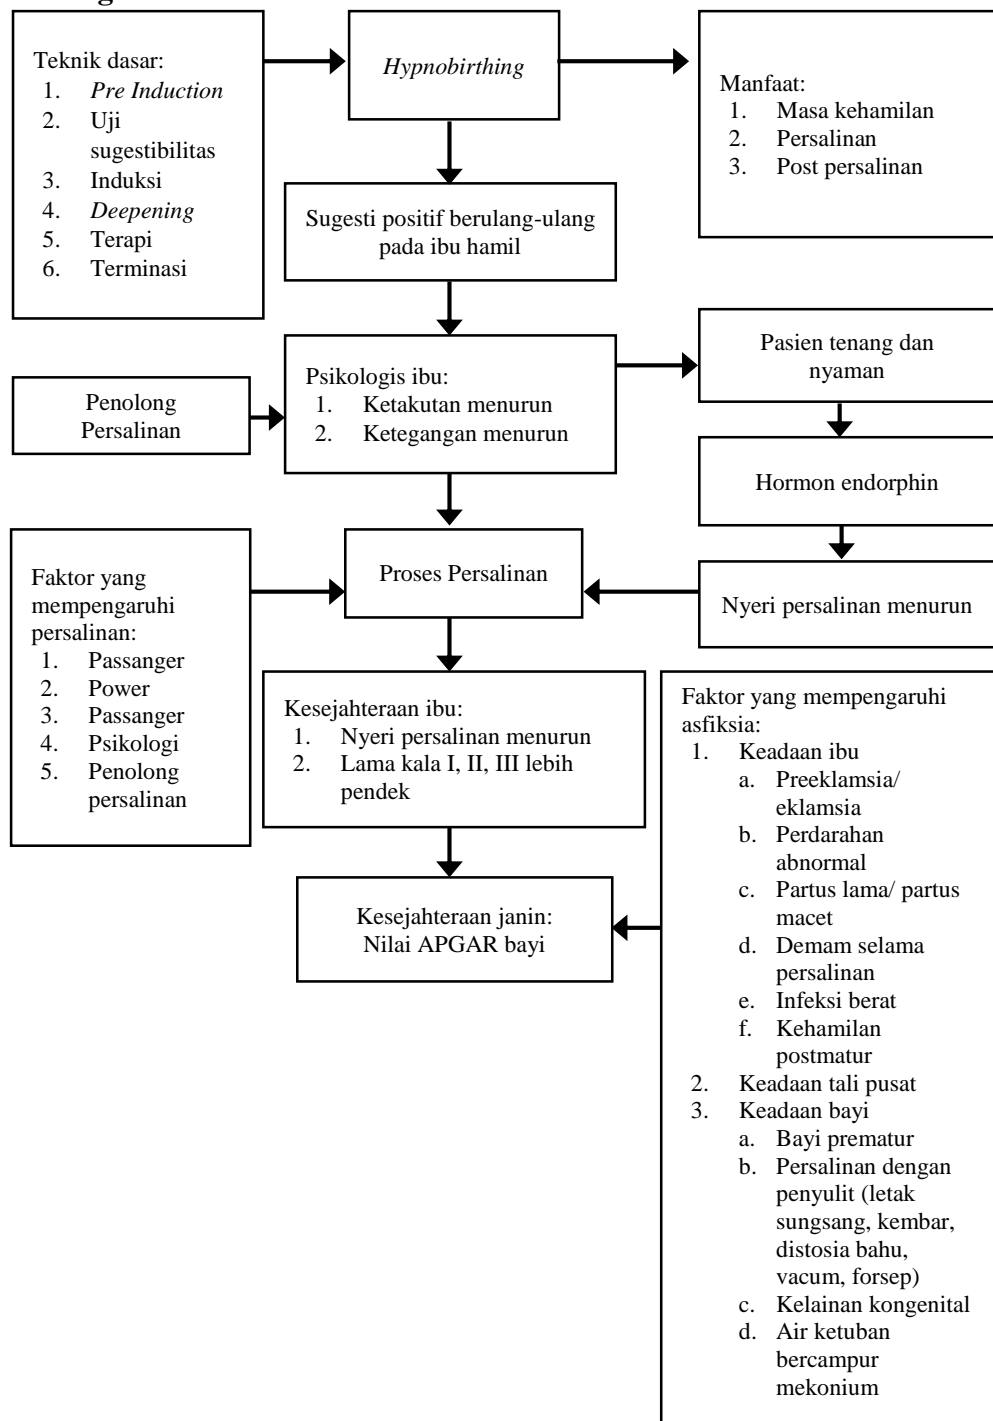 Teknik dasar:
1. Pre Induction
2. Uji
sugestibilitas
3. Induksi
4. Deepening
5. Terapi
6. Terminasi
Hypnobirthing
Manfaat:
1. Masa kehamilan
2. Persalinan
3. Post persalinan
Sugesti positif berulang-ulang
pada ibu hamil
Penolong
Persalinan
Psikologis ibu:
1. Ketakutan menurun
2. Ketegangan menurun
Pasien tenang dan
nyaman
Hormon endorphin
Nyeri persalinan menurun
Proses Persalinan
Faktor yang
mempengaruhi
persalinan:
1. Passanger
2. Power
3. Passanger
4. Psikologi
5. Penolong
persalinan
Kesejahteraan ibu:
1. Nyeri persalinan menurun
2. Lama kala I, II, III lebih
pendek
Kesejahteraan janin:
Nilai APGAR bayi
Faktor yang mempengaruhi
asfiksia:
1. Keadaan ibu
a. Preeklamsia/
eklamsia
b. Perdarahan
abnormal
c. Partus lama/ partus
macet
d. Demam selama
persalinan
e. Infeksi berat
f. Kehamilan
postmatur
2. Keadaan tali pusat
3. Keadaan bayi
a. Bayi prematur
b. Persalinan dengan
penyulit (letak
sungsang, kembar,
distosia bahu,
vacum, forsep)
c. Kelainan kongenital
d. Air ketuban
bercampur
mekonium